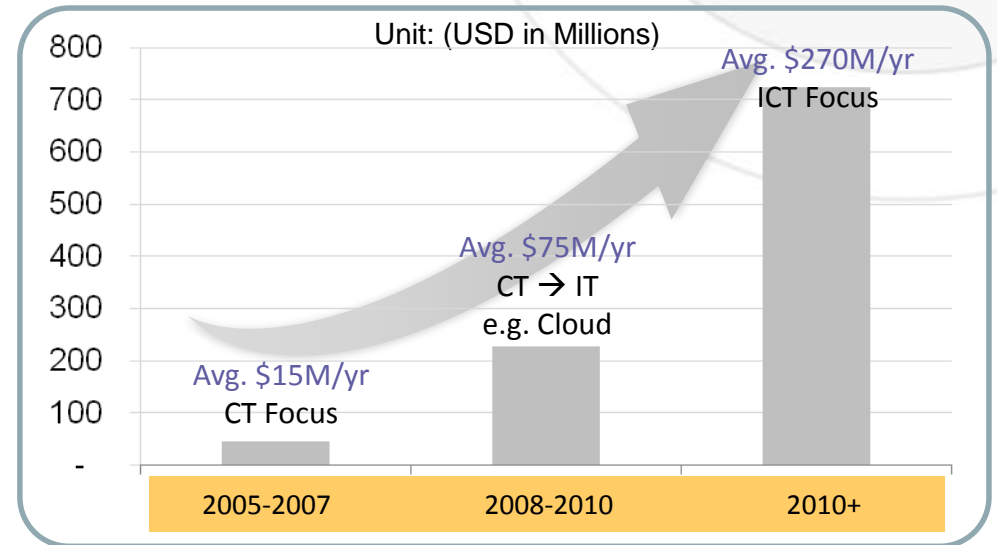 Unit: (USD in Millions)
800
700
600
500
400
300
200
100
-
Avg. $15M/yr
CT Focus
Avg. $75M/yr
CT → IT
e.g. Cloud
Avg. $270M/yr
ICT Focus
2005-2007
2008-2010
2010+